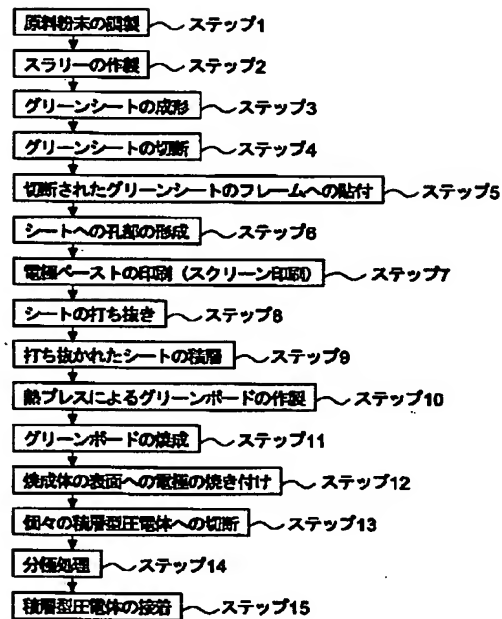 原料粉末の調製 ステップ1
スラリーの作製 ステップ2
グリーンシートの成形 ステップ3
グリーンシートの切断 ステップ4
切断されたグリーンシートのフレームへの貼付 ステップ5
シートへの孔部の形成 ステップ6
電極ペーストの印刷（スクリーン印刷） ステップ7
シートの打ち抜き ステップ8
打ち抜かれたシートの積層 ステップ9
熱プレスによるグリーンボードの作製 ステップ10
グリーンボードの焼成 ステップ11
焼成体の表面への電極の焼き付け ステップ12
個々の積層型圧電体への切断 ステップ13
分極処理 ステップ14
積層型圧電体の接着 ステップ15